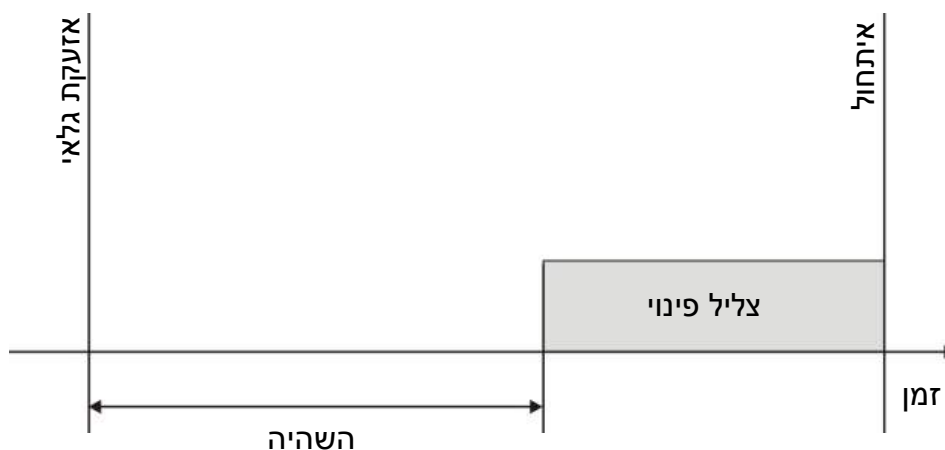 אזעקת גלאי
איתחול
צליל פינוי
זמן
השהיה